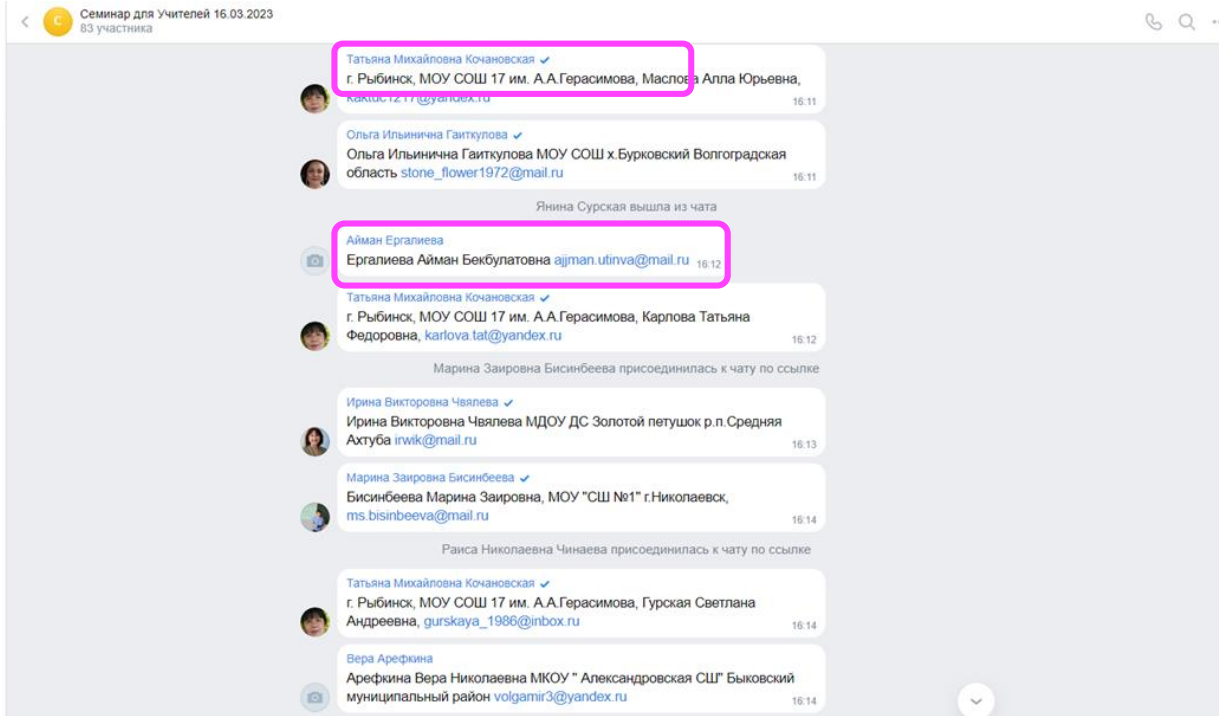 Семинар для Учителей 16.03.2023
83 участника
Татьяна Михайловна Кочановская
г. Рыбинск, МОУ СОШ 17 им. А.А.Герасимова, Маслова Алла Юрьевна,
16:11
Ольга Ильинична Гаиткулова
Ольга Ильинична Гаиткулова МОУ СОШ х.Бурковский Волгоградская
область stone_flower1972@mail.ru
16:11
Янина Сурская вышла из чата
Айман Ергалиева
Ергалиева Айман Бекбулатовна ajjman.utinva@mail.ru 16:12
Татьяна Михайловна Кочановская
г. Рыбинск, МОУ СОШ 17 им. А.А.Герасимова, Карлова Татьяна
Федоровна, karlova.tat@yandex.ru
16:12
Марина Заировна Бисинбеева присоединилась к чату по ссылке
Ирина Викторовна Чвялева
Ирина Викторовна Чвялева МДОУ ДС Золотой петушок р.п.Средняя
Ахтуба irwik@mail.ru
16:13
Марина Заировна Бисинбеева
Бисинбеева Марина Заировна, МОУ "СШ №1" г.Николаевск,
ms.bisinbeeva@mail.ru
16:14
Раиса Николаевна Чинаева присоединилась к чату по ссылке
Татьяна Михайловна Кочановская
г. Рыбинск, МОУ СОШ 17 им. А.А.Герасимова, Гурская Светлана
Андреевна, gurskaya_1986@inbox.ru
16:14
Вера Арефкина
Арефкина Вера Николаевна МКОУ " Александровская СШ" Быковский
муниципальный район volgamir3@yandex.ru
16:14